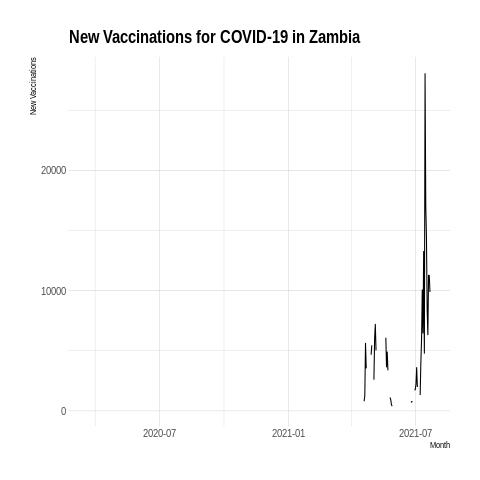 New Vaccinations for COVID-19 in Zambia
New Vaccinations
20000
10000
0
2020-07
2021-01
2021-07
Month